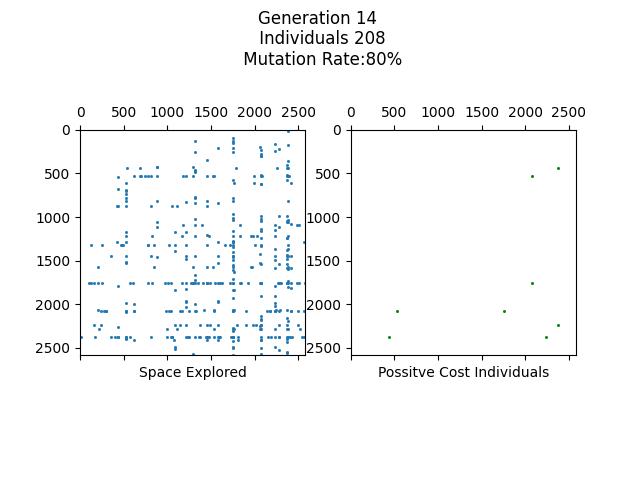 Generation 14
Individuals 208
Mutation Rate:80%
0 500 1000 1500 2000 2500
0 500 1000 1500 2000 2500
0
500
1000
1500
2000
2500
0
500
1000
1500
2000
2500
Space Explored
Possitve Cost Individuals